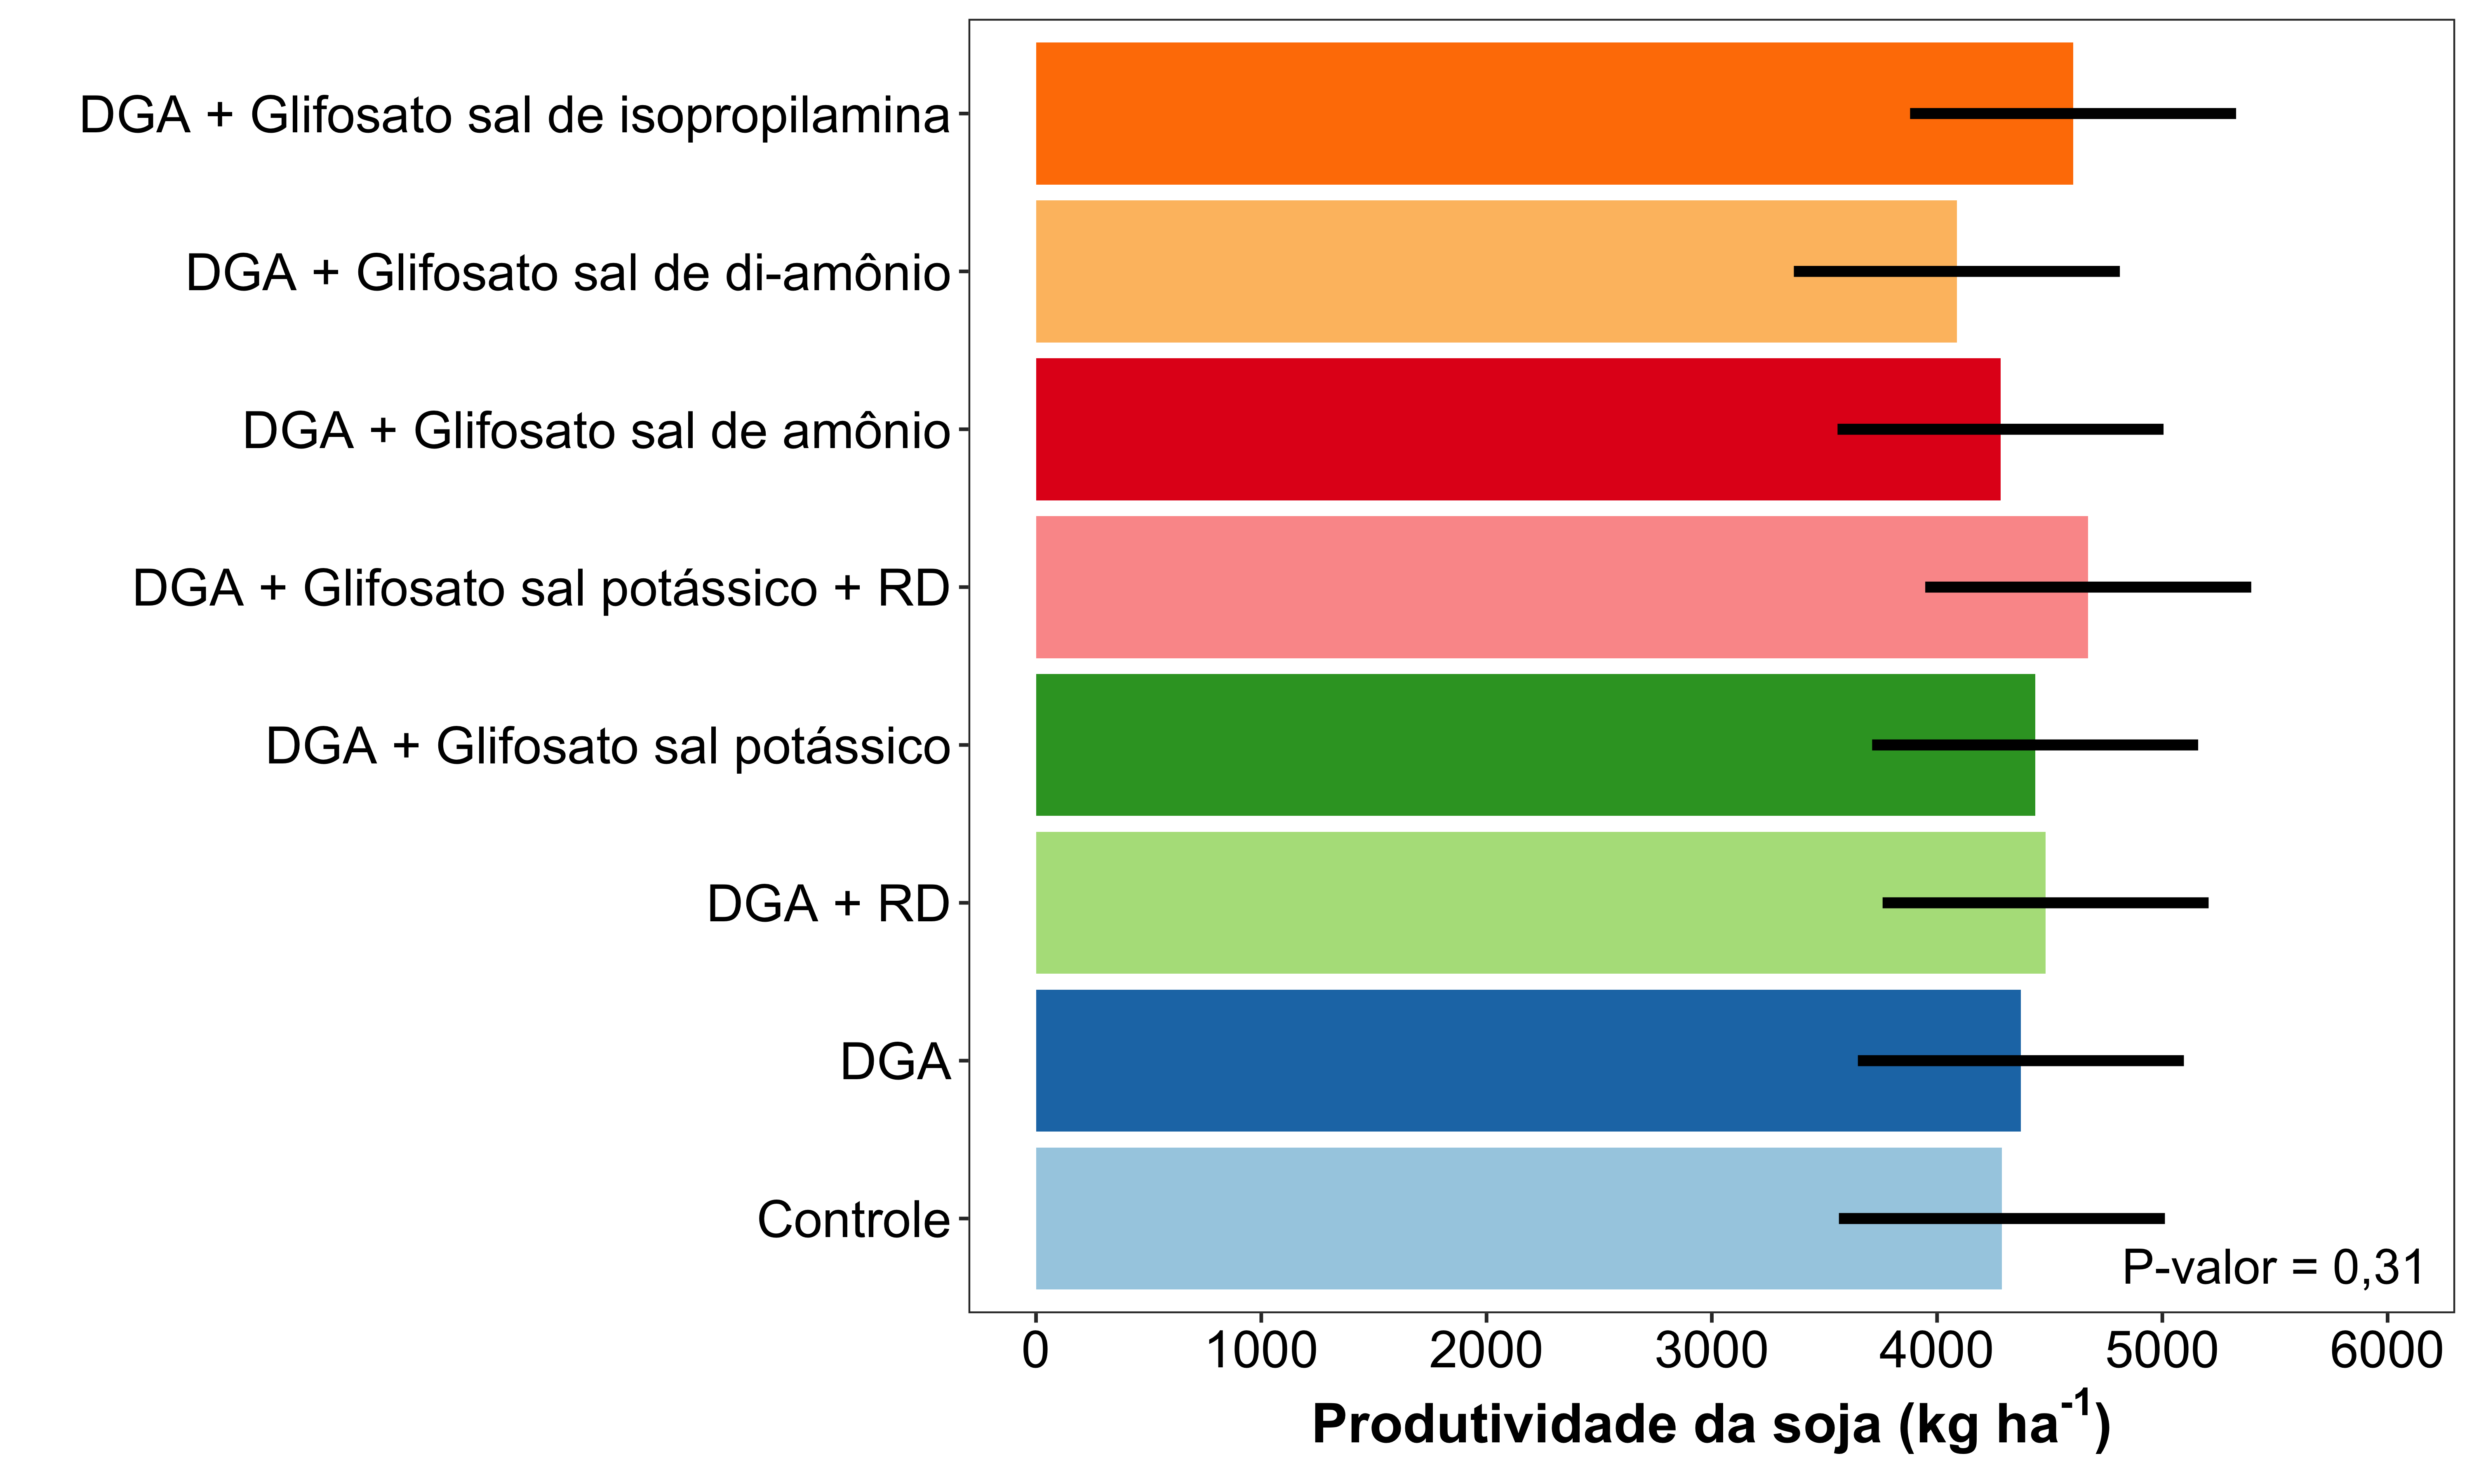 DGA + Glifosato sal de isopropilamina
DGA + Glifosato sal de di-amônio
DGA + Glifosato sal de amônio
DGA + Glifosato sal potássico + RD
DGA + Glifosato sal potássico
DGA + RD
DGA
Controle
P-valor = 0,31
0 1000 2000 3000 4000 5000 6000
Produtividade da soja (kg ha⁻¹)